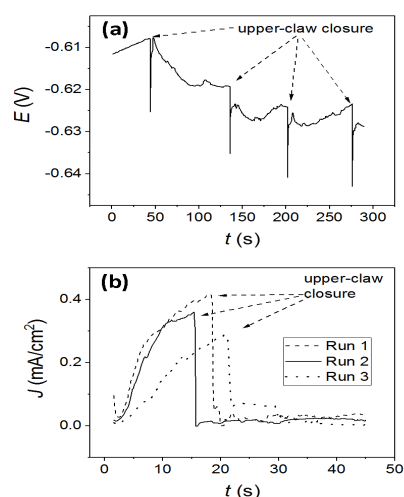 (a)
upper-claw closure
-0.61
-0.62
-0.63
-0.64
E (V)
0 50 100 150 200 250 300
t (s)
(b)
upper-claw
closure
0.4
0.2
0.0
J (mA/cm²)
Run 1
Run 2
Run 3
0 10 20 30 40 50
t (s)